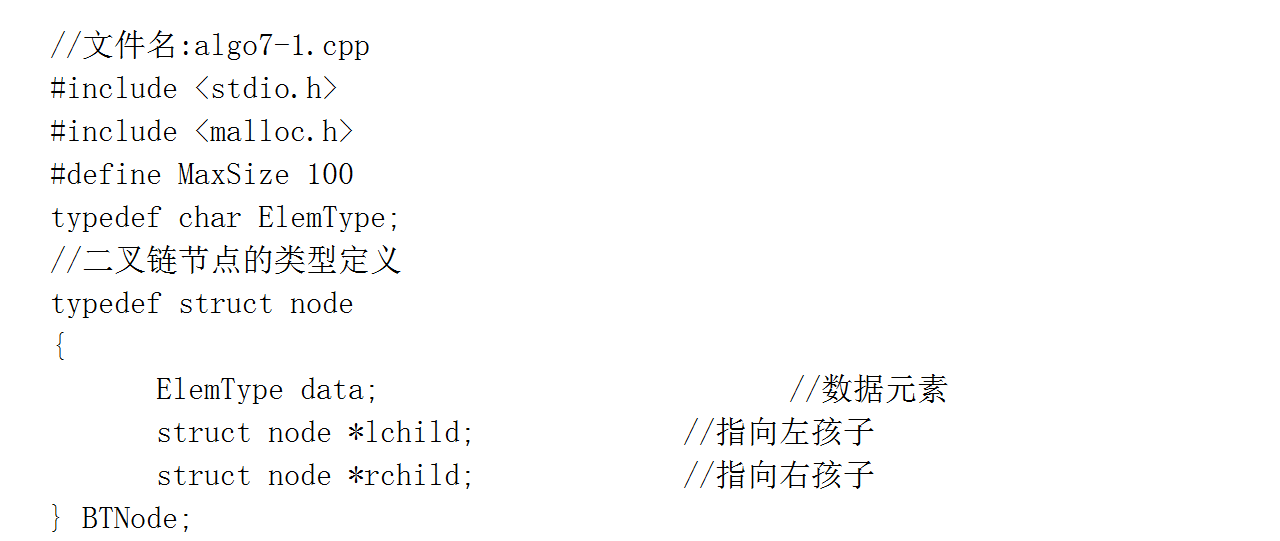 //文件名:algo7-1.cpp
#include <stdio.h>
#include <malloc.h>
#define MaxSize 100
typedef char ElemType;
//二叉链节点的类型定义
typedef struct node
{
ElemType data; //数据元素
struct node *lchild; //指向左孩子
struct node *rchild; //指向右孩子
} BTNode;